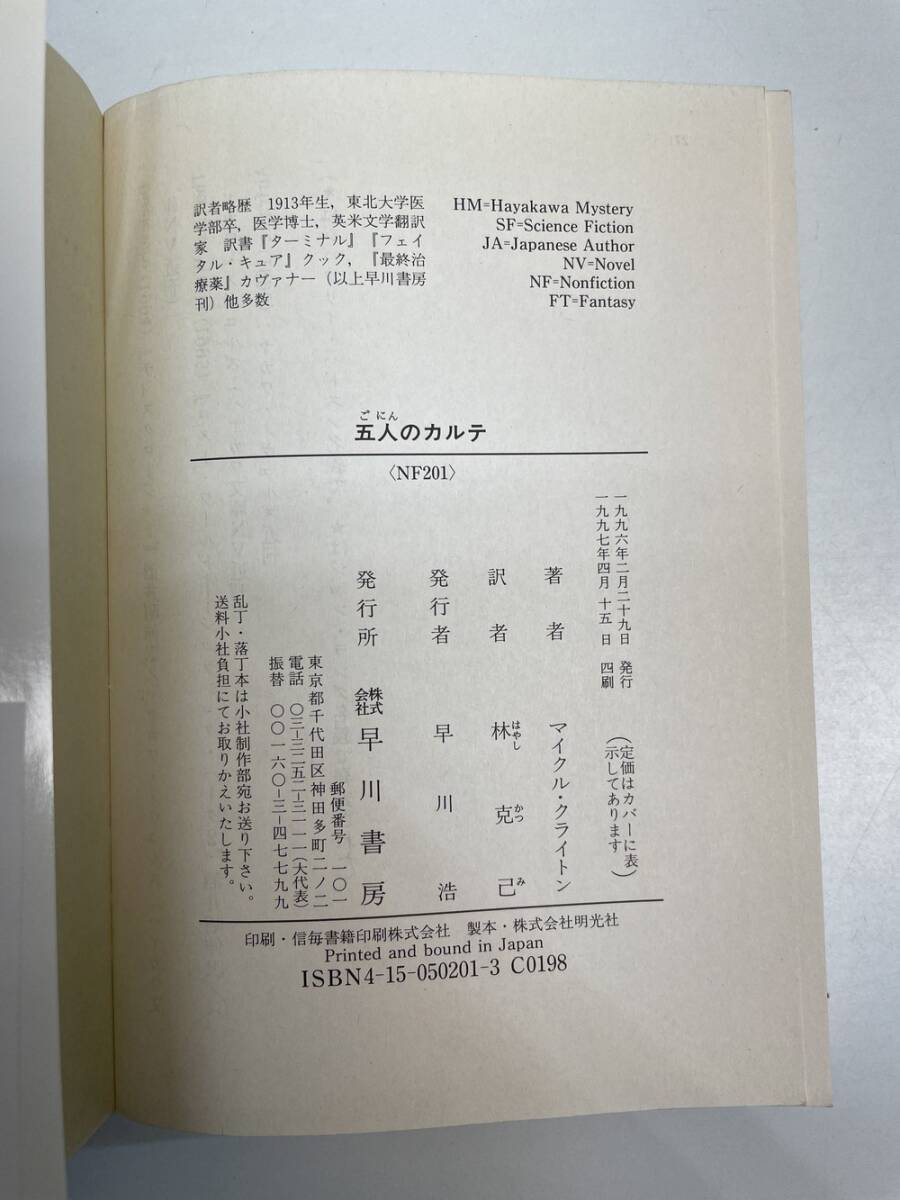 訳者略歴 1913年生，東北大学医
学部卒，医学博士，英米文学翻訳
家 訳書『ターミナル』『フェイ
タル・キュア』クック，『最終治
療薬』カヴァナー（以上早川書房
刊）他多数
HM=Hayakawa Mystery
SF=Science Fiction
JA=Japanese Author
NV=Novel
NF=Nonfiction
FT=Fantasy
ごにん
五人のカルテ
〈NF201〉
一九九六年二月二十九日 発行
一九九七年四月十五日 四刷
（定価はカバーに表
示してあります）
著者 マイクル・クライトン
訳者 林克己
はやし かつ み
発行者 早川浩
発行所 株式会社 早川書房
郵便番号 一〇一
東京都千代田区神田多町二ノ二
電話 〇三-三二五二-三一一一（大代表）
振替 〇〇一六〇-三-四七七九九
乱丁・落丁本は小社制作部宛お送り下さい。
送料小社負担にてお取りかえいたします。
印刷・信毎書籍印刷株式会社 製本・株式会社明光社
Printed and bound in Japan
ISBN4-15-050201-3 C0198